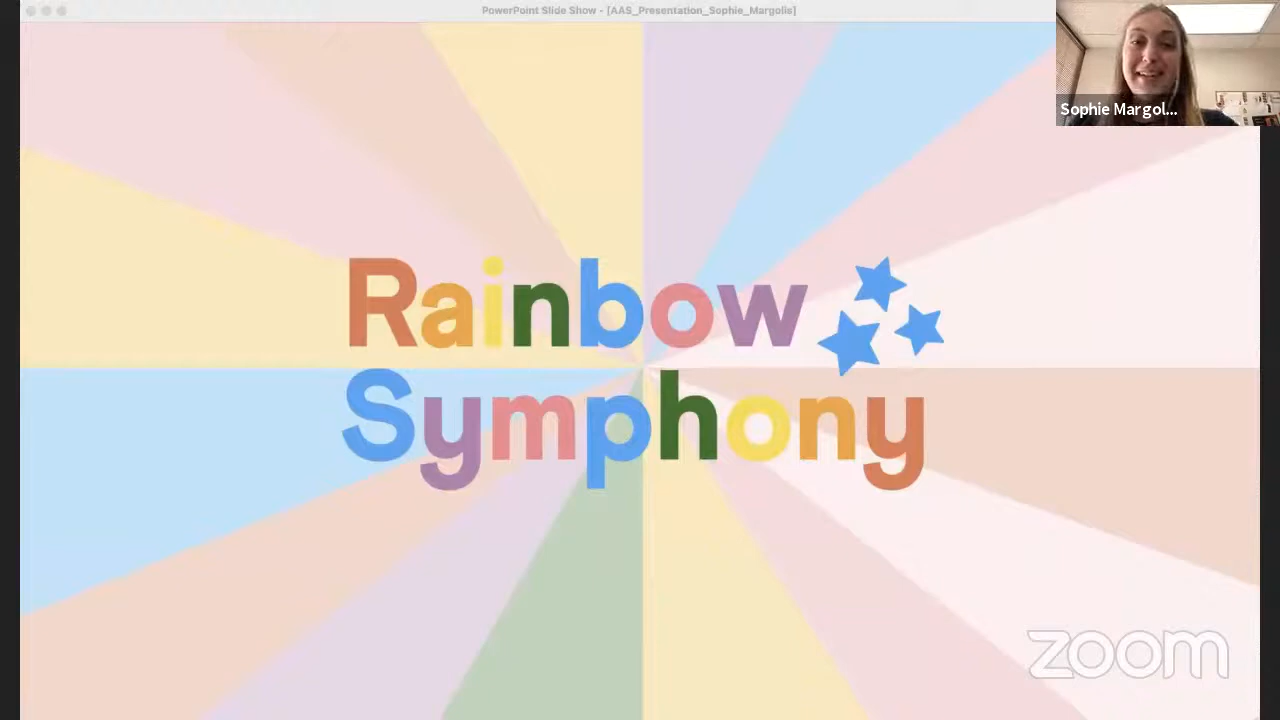 PowerPoint Slide Show - [AAS_Presentation_Sophie_Margolis]
Sophie Margol...
Rainbow
Symphony
zoom